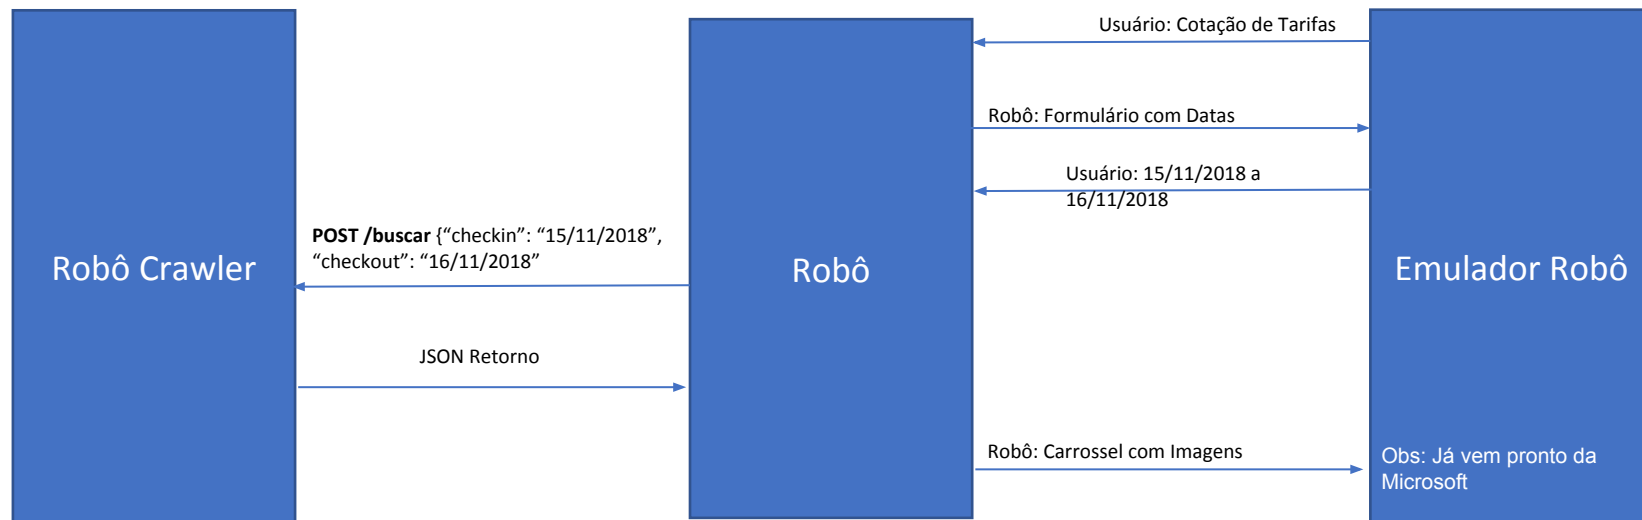 Usuário: Cotação de Tarifas
Robô: Formulário com Datas
Usuário: 15/11/2018 a
16/11/2018
POST /buscar {“checkin”: “15/11/2018”,
“checkout”: “16/11/2018”
Robô Crawler
Robô
Emulador Robô
JSON Retorno
Robô: Carrossel com Imagens
Obs: Já vem pronto da
Microsoft